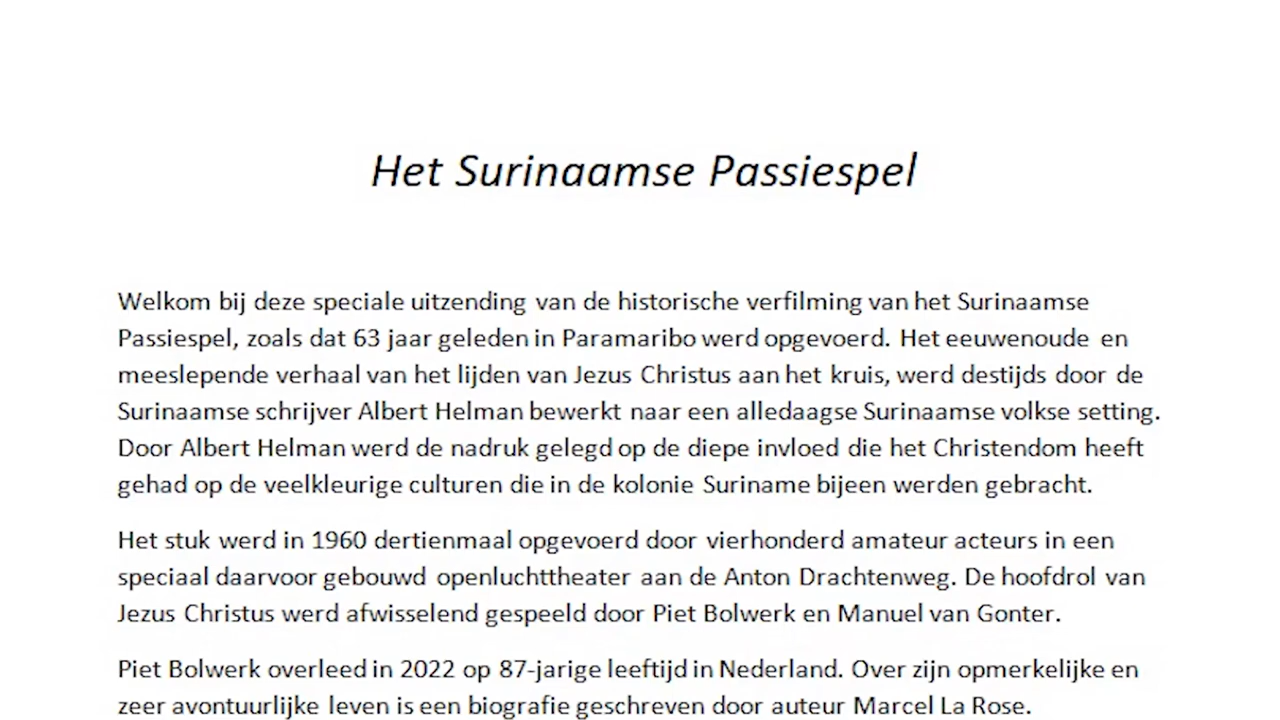 Het Surinaamse Passiespel
Welkom bij deze speciale uitzending van de historische verfilming van het Surinaamse
Passiespel, zoals dat 63 jaar geleden in Paramaribo werd opgevoerd. Het eeuwenoude en
meeslepende verhaal van het lijden van Jezus Christus aan het kruis, werd destijds door de
Surinaamse schrijver Albert Helman bewerkt naar een alledaagse Surinaamse volkse setting.
Door Albert Helman werd de nadruk gelegd op de diepe invloed die het Christendom heeft
gehad op de veelkleurige culturen die in de kolonie Suriname bijeen werden gebracht.
Het stuk werd in 1960 dertienmaal opgevoerd door vierhonderd amateur acteurs in een
speciaal daarvoor gebouwd openluchttheater aan de Anton Drachtenweg. De hoofdrol van
Jezus Christus werd afwisselend gespeeld door Piet Bolwerk en Manuel van Gonter.
Piet Bolwerk overleed in 2022 op 87-jarige leeftijd in Nederland. Over zijn opmerkelijke en
zeer avontuurlijke leven is een biografie geschreven door auteur Marcel La Rose.